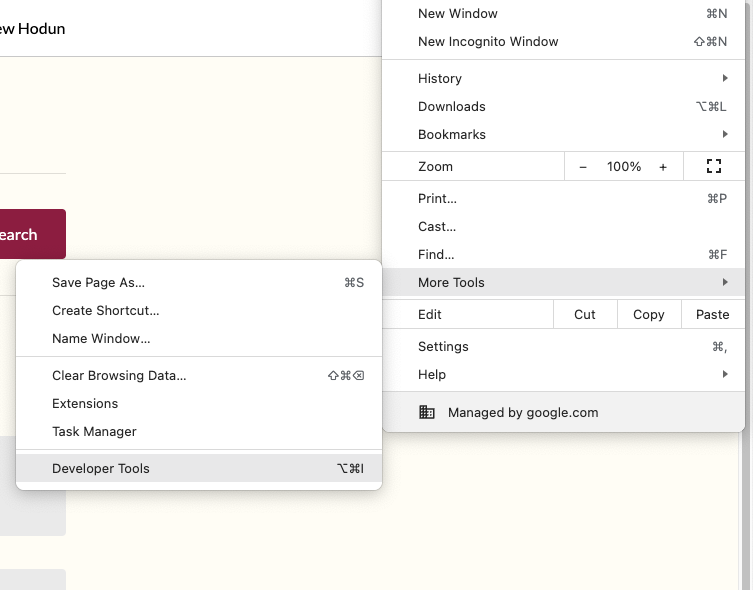 ew Hodun
New Window ⌘N
New Incognito Window ⇧⌘N
History
Downloads ⌥⌘L
Bookmarks
Zoom − 100% +
Print... ⌘P
Cast...
earch
Find... ⌘F
More Tools
Save Page As... ⌘S
Create Shortcut...
Name Window...
Clear Browsing Data... ⇧⌘⌫
Extensions
Task Manager
Developer Tools ⌥⌘I
Edit Cut Copy Paste
Settings ⌘,
Help
Managed by google.com